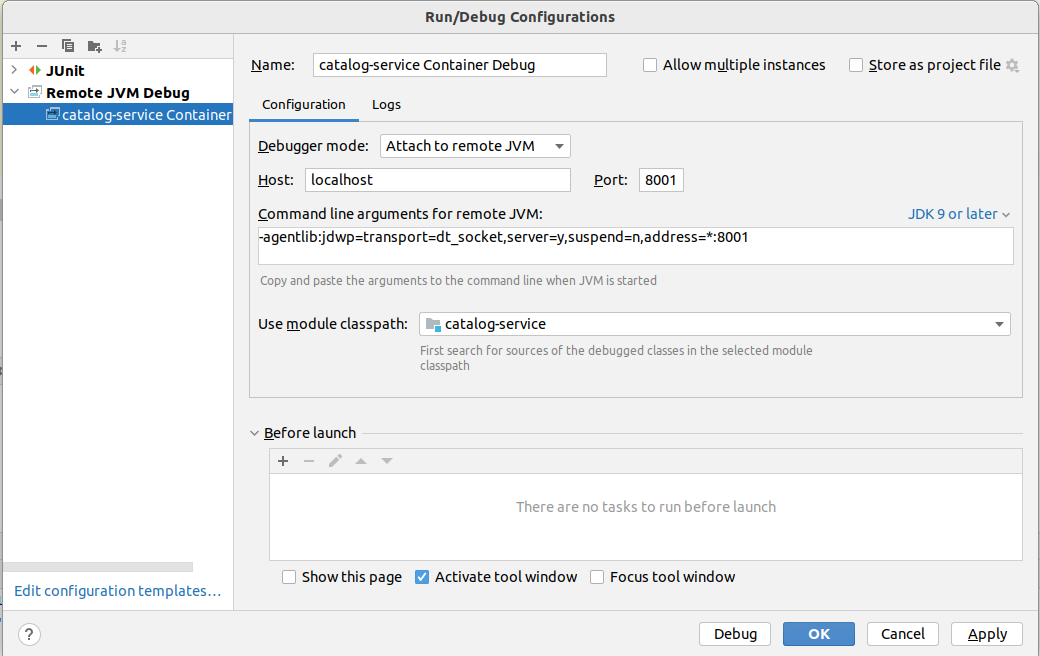 Run/Debug Configurations
JUnit
Remote JVM Debug
catalog-service Container
Edit configuration templates...
Name: catalog-service Container Debug Allow multiple instances Store as project file
Configuration Logs
Debugger mode: Attach to remote JVM
Host: localhost Port: 8001
Command line arguments for remote JVM: JDK 9 or later
-agentlib:jdwp=transport=dt_socket,server=y,suspend=n,address=*:8001
Copy and paste the arguments to the command line when JVM is started
Use module classpath: catalog-service
First search for sources of the debugged classes in the selected module
classpath
Before launch
There are no tasks to run before launch
Show this page Activate tool window Focus tool window
? Debug OK Cancel Apply